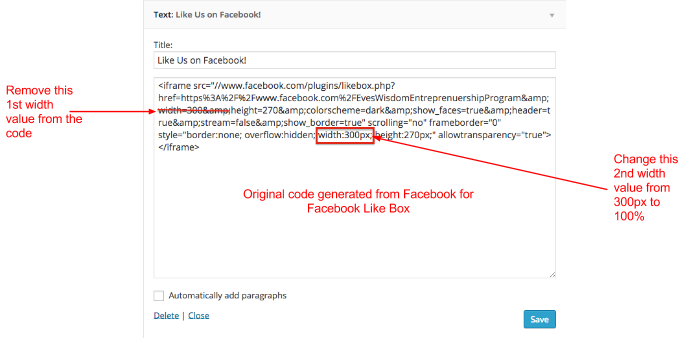 Text: Like Us on Facebook!
Title:
Like Us on Facebook!
<iframe src="//www.facebook.com/plugins/likebox.php?
href=https%3A%2F%2Fwww.facebook.com%2FEvesWisdomEntreprenuershipProgram&amp;
width=300&amp;height=270&amp;colorscheme=dark&amp;show_faces=true&amp;header=t
rue&amp;stream=false&amp;show_border=true" scrolling="no" frameborder="0"
style="border:none; overflow:hidden; width:300px; height:270px;" allowtransparency="true">
</iframe>
Remove this
1st width
value from the
code
Change this
2nd width
value from
300px to
100%
Original code generated from Facebook for
Facebook Like Box
Automatically add paragraphs
Delete | Close
Save